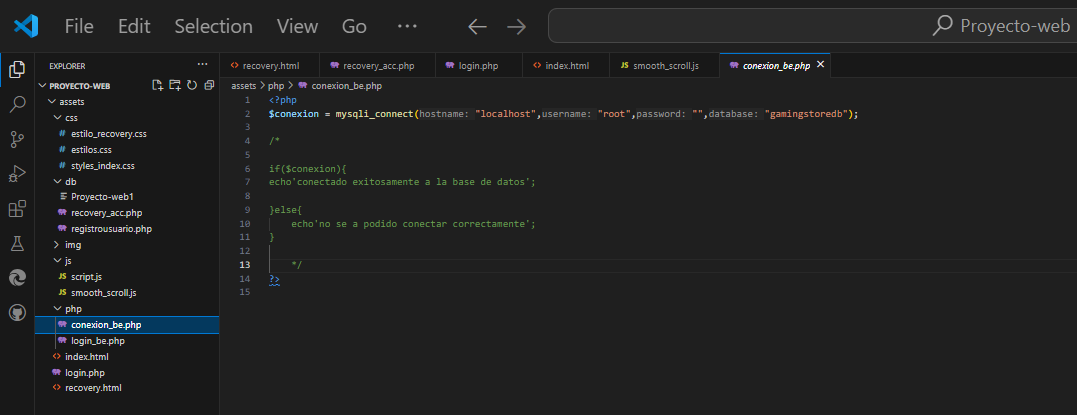 File Edit Selection View Go ··· Proyecto-web
EXPLORER ···
recovery.html recovery_acc.php login.php index.html smooth_scroll.js conexion_be.php
PROYECTO-WEB
assets
css
estilo_recovery.css
estilos.css
styles_index.css
db
Proyecto-web1
recovery_acc.php
registrousuario.php
img
js
script.js
smooth_scroll.js
php
conexion_be.php
login_be.php
index.html
login.php
recovery.html
assets > php > conexion_be.php
1 <?php
2 $conexion = mysqli_connect(hostname: "localhost",username: "root",password: "",database: "gamingstoredb");
3
4 /*
5
6 if($conexion){
7 echo'conectado exitosamente a la base de datos';
8
9 }else{
10 echo'no se a podido conectar correctamente';
11 }
12
13 */
14 ?>
15